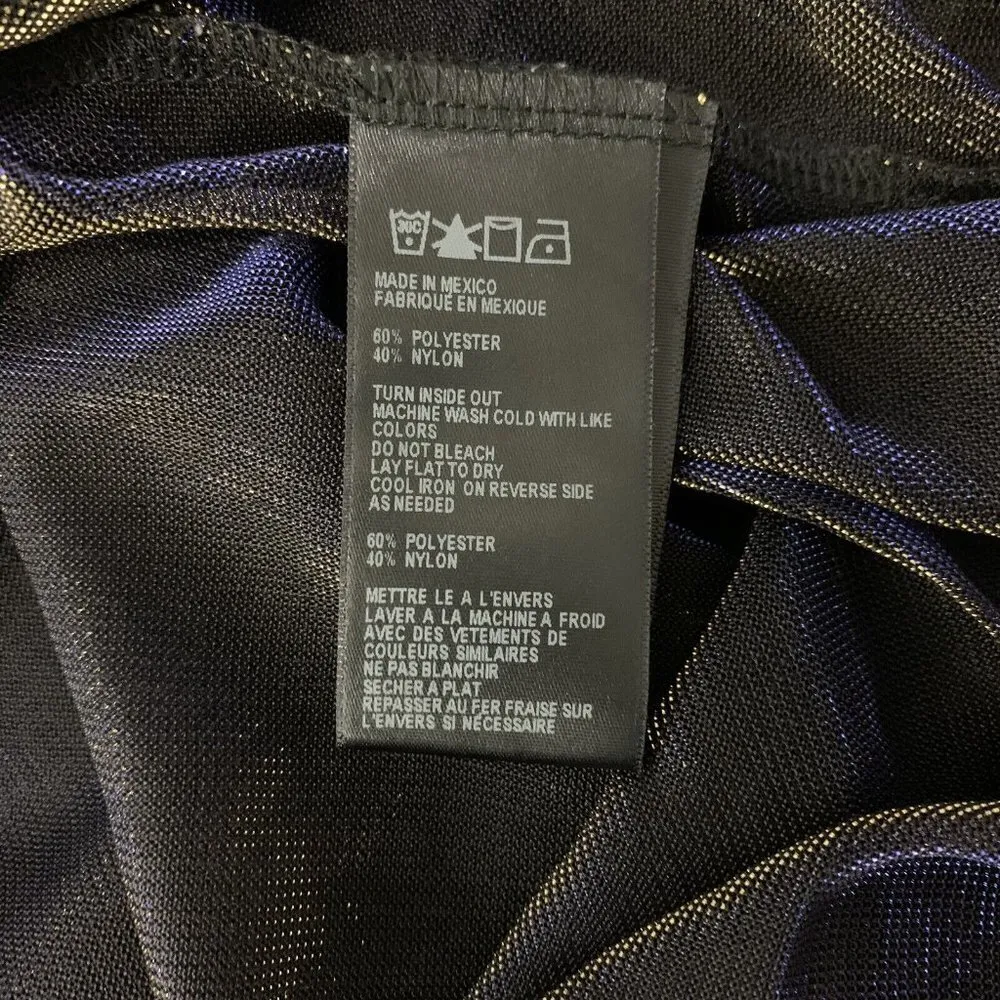 30C
MADE IN MEXICO
FABRIQUÉ EN MEXIQUE
60% POLYESTER
40% NYLON
TURN INSIDE OUT
MACHINE WASH COLD WITH LIKE
COLORS
DO NOT BLEACH
LAY FLAT TO DRY
COOL IRON ON REVERSE SIDE
AS NEEDED
60% POLYESTER
40% NYLON
METTRE LE A L'ENVERS
LAVER A LA MACHINE A FROID
AVEC DES VETEMENTS DE
COULEURS SIMILAIRES
NE PAS BLANCHIR
SECHER A PLAT
REPASSER AU FER FRAISE SUR
L'ENVERS SI NECESSAIRE